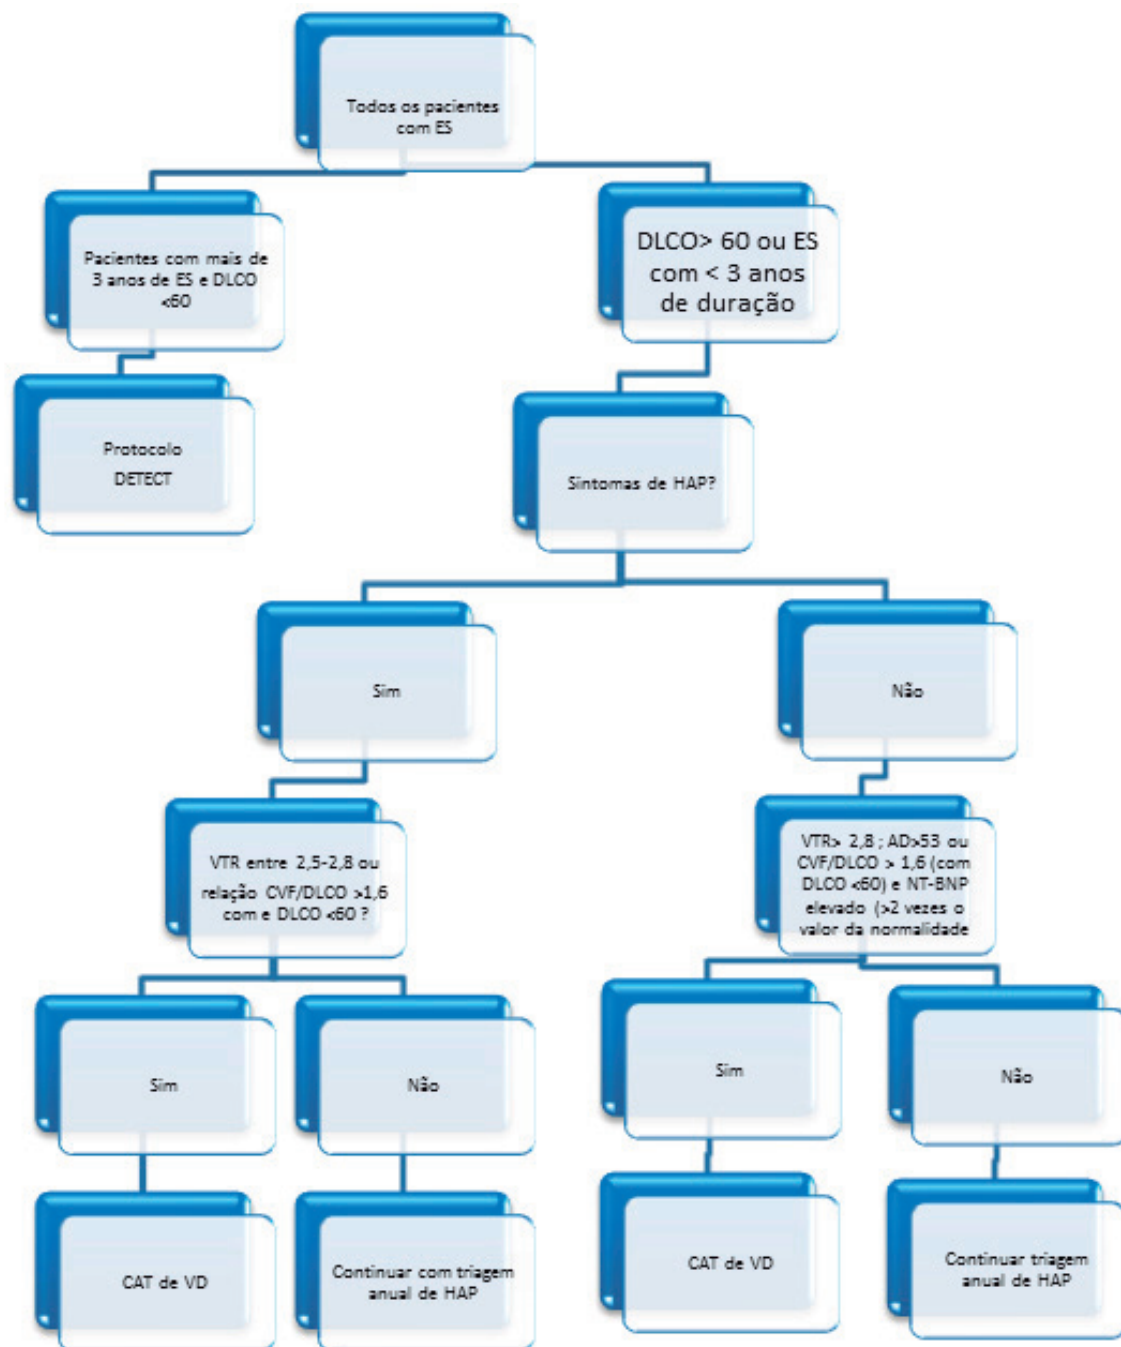 Todos os pacientes
com ES
Pacientes com mais de
3 anos de ES e DLCO
<60
DLCO> 60 ou ES
com < 3 anos
de duração
Protocolo
DETECT
Sintomas de HAP?
Sim
Não
VTR entre 2,5-2,8 ou
relação CVF/DLCO >1,6
com e DLCO <60 ?
VTR> 2,8 ; AD>53 ou
CVF/DLCO > 1,6 (com
DLCO <60) e NT-BNP
elevado (>2 vezes o
valor da normalidade
Sim
Não
Sim
Não
CAT de VD
Continuar com triagem
anual de HAP
CAT de VD
Continuar triagem
anual de HAP